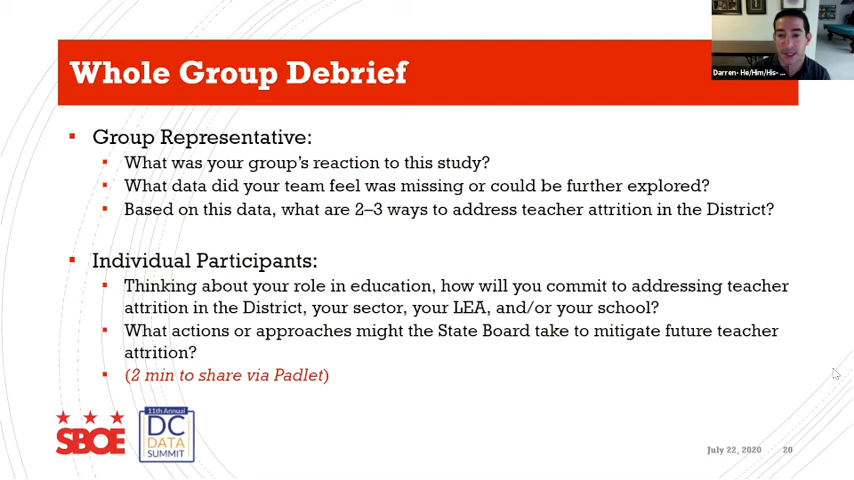 Whole Group Debrief
Darren- He/Him/His- ...
Group Representative:
What was your group's reaction to this study?
What data did your team feel was missing or could be further explored?
Based on this data, what are 2–3 ways to address teacher attrition in the District?
Individual Participants:
Thinking about your role in education, how will you commit to addressing teacher
attrition in the District, your sector, your LEA, and/or your school?
What actions or approaches might the State Board take to mitigate future teacher
attrition?
(2 min to share via Padlet)
SBOE
11th Annual
DC
DATA
SUMMIT
July 22, 2020
20